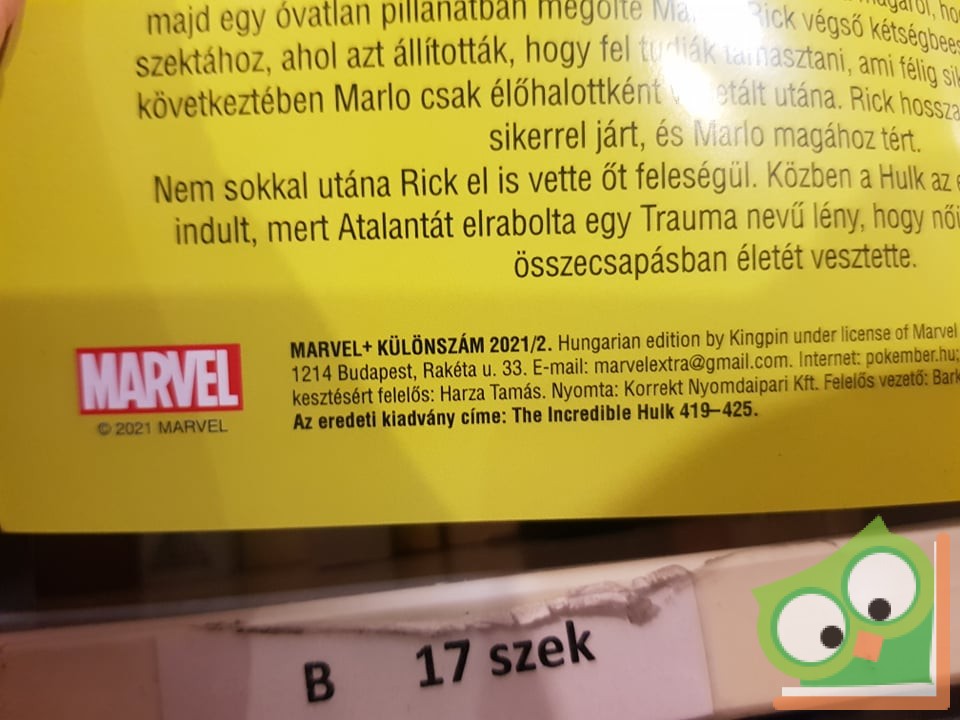 majd egy óvatlan pillanatban megölte Rick végső
szektához, ahol azt állították, hogy fel tudják támasztani, ami félig
következtében Marlo csak élőhalottként utána. Rick
sikerrel járt, és Marlo magához tért.
Nem sokkal utána Rick el is vette őt feleségül. Közben a Hulk az
indult, mert Atalantát elrabolta egy Trauma nevű lény, hogy
összecsapásban életét vesztette.
MARVEL
© 2021 MARVEL
MARVEL+ KÜLÖNSZÁM 2021/2. Hungarian edition by Kingpin under license of Marvel
1214 Budapest, Rakéta u. 33. E-mail: marvelextra@gmail.com. Internet: pokember.hu;
kesztésért felelős: Harza Tamás. Nyomta: Korrekt Nyomdaipari Kft. Felelős vezető:
Az eredeti kiadvány címe: The Incredible Hulk 419–425.
B 17 szek